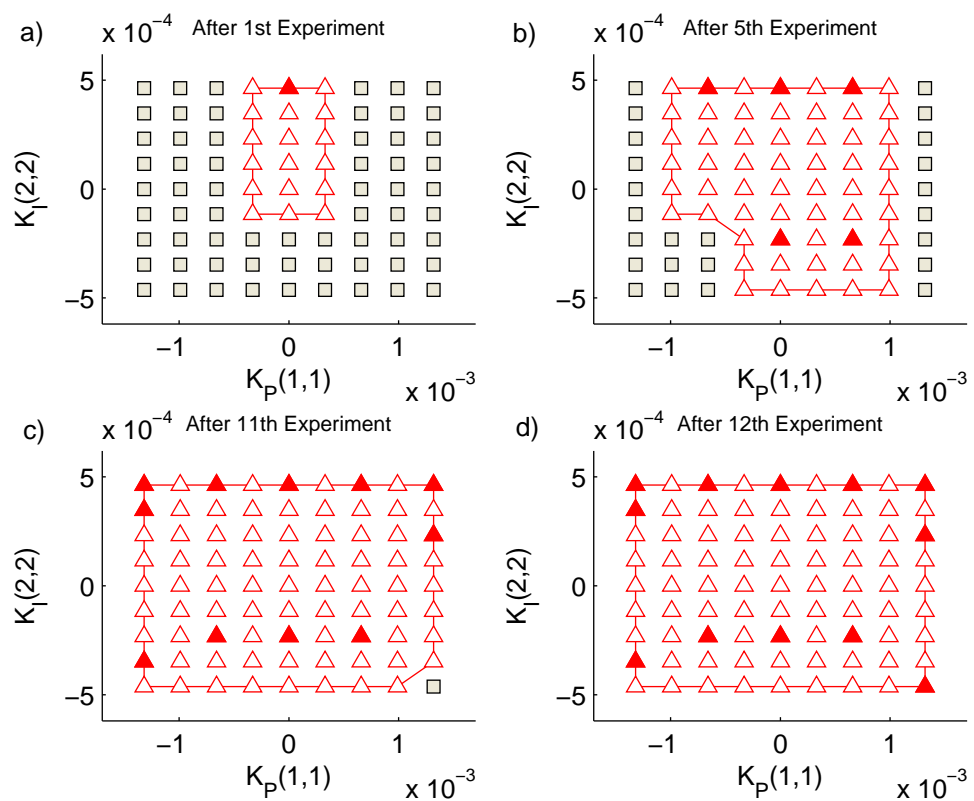 a)
x 10⁻⁴ After 1st Experiment
5
0
−5
K_I(2,2)
−1 0 1
K_P(1,1)
x 10⁻³
b)
x 10⁻⁴ After 5th Experiment
5
0
−5
K_I(2,2)
−1 0 1
K_P(1,1)
x 10⁻³
c)
x 10⁻⁴ After 11th Experiment
5
0
−5
K_I(2,2)
−1 0 1
K_P(1,1)
x 10⁻³
d)
x 10⁻⁴ After 12th Experiment
5
0
−5
K_I(2,2)
−1 0 1
K_P(1,1)
x 10⁻³